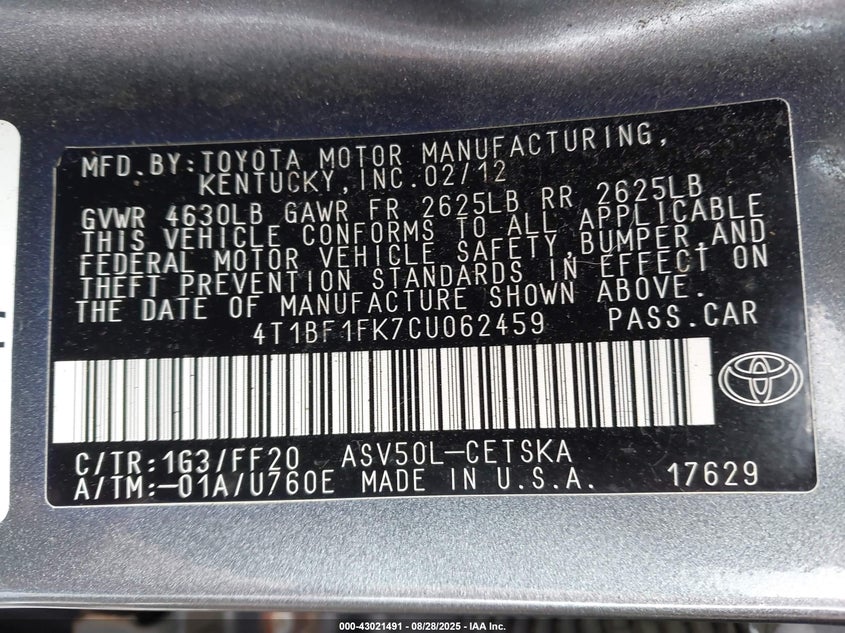 MFD.BY:TOYOTA MOTOR MANUFACTURING,
KENTUCKY,INC.02/12
GVWR 4630LB GAWR FR 2625LB RR 2625LB
THIS VEHICLE CONFORMS TO ALL APPLICABLE
FEDERAL MOTOR VEHICLE SAFETY,BUMPER,AND
THEFT PREVENTION STANDARDS IN EFFECT ON
THE DATE OF MANUFACTURE SHOWN ABOVE.
4T1BF1FK7CU062459 PASS.CAR
C/TR:1G3/FF20 ASV50L-CETSKA
A/TM:-01A/U760E MADE IN U.S.A. 17629
000-43021491 - 08/28/2025 - IAA Inc.